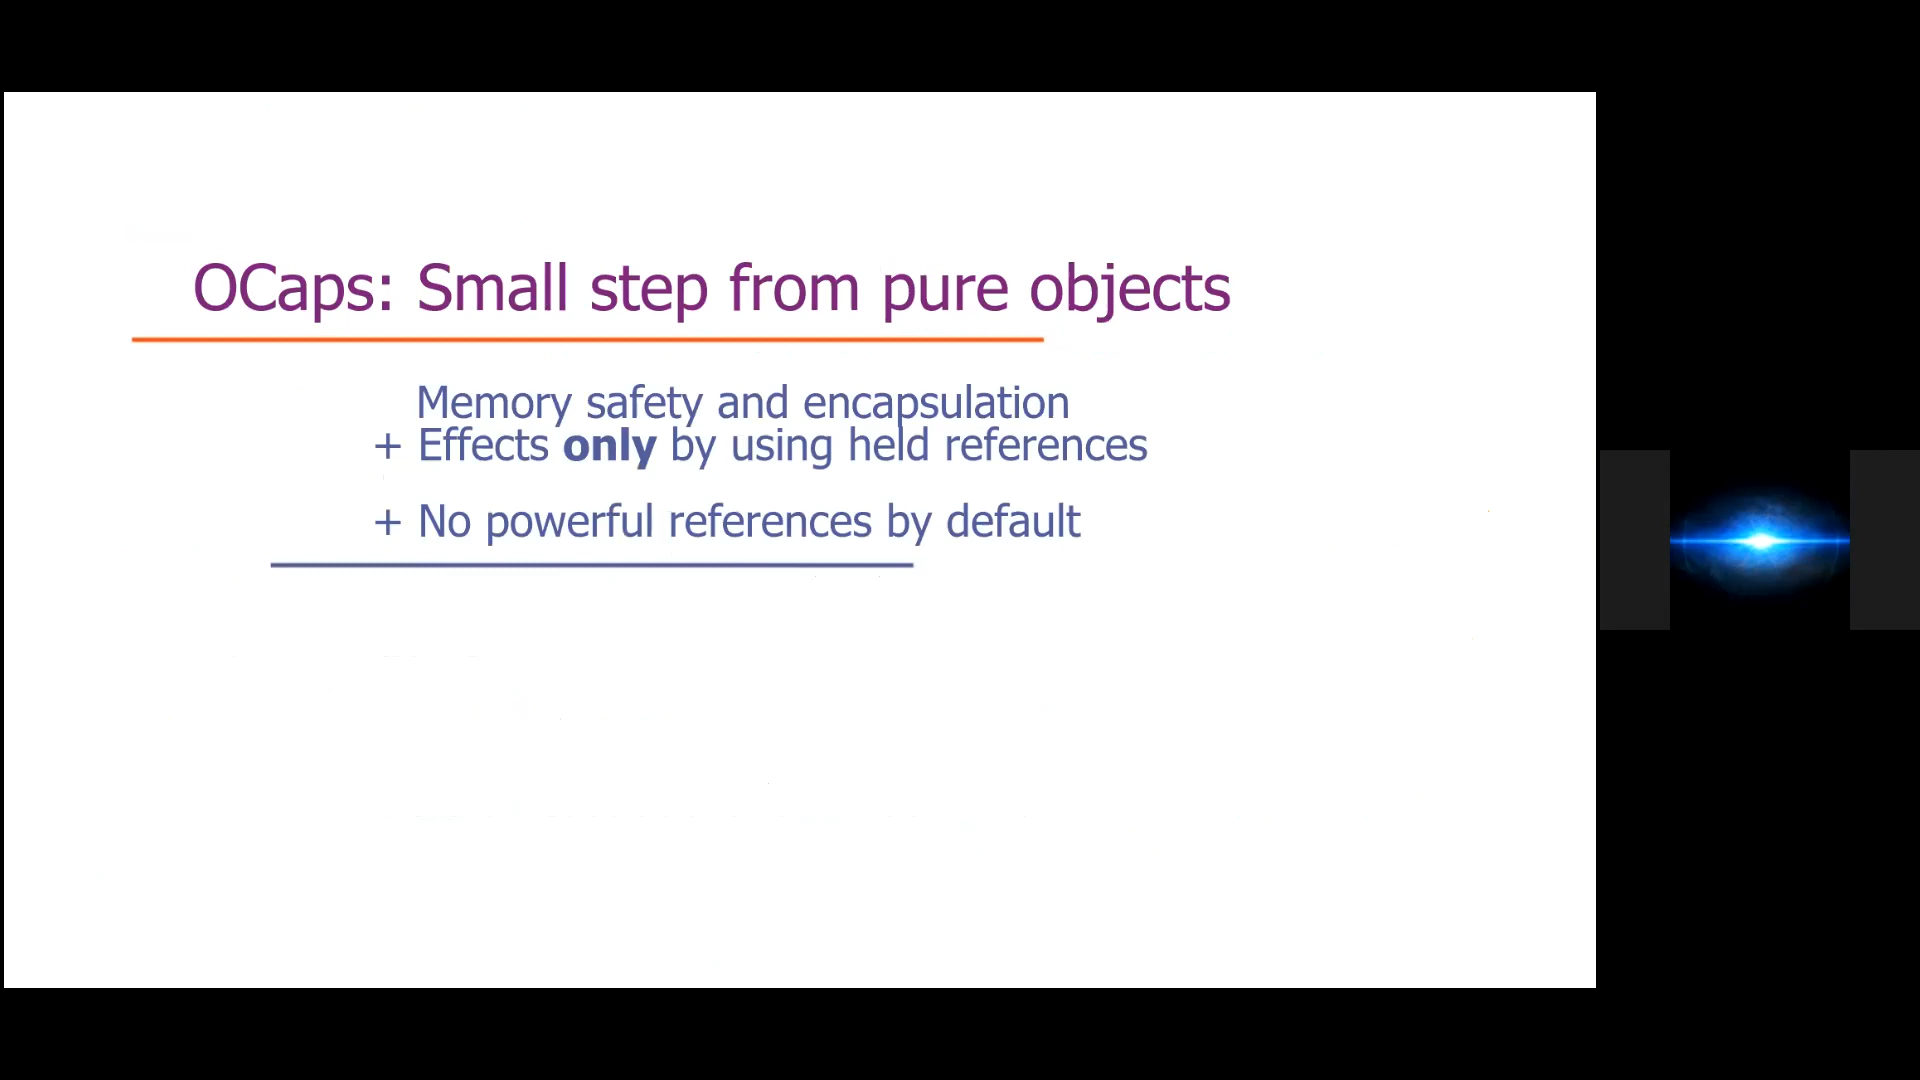 OCaps: Small step from pure objects
Memory safety and encapsulation
+ Effects only by using held references
+ No powerful references by default